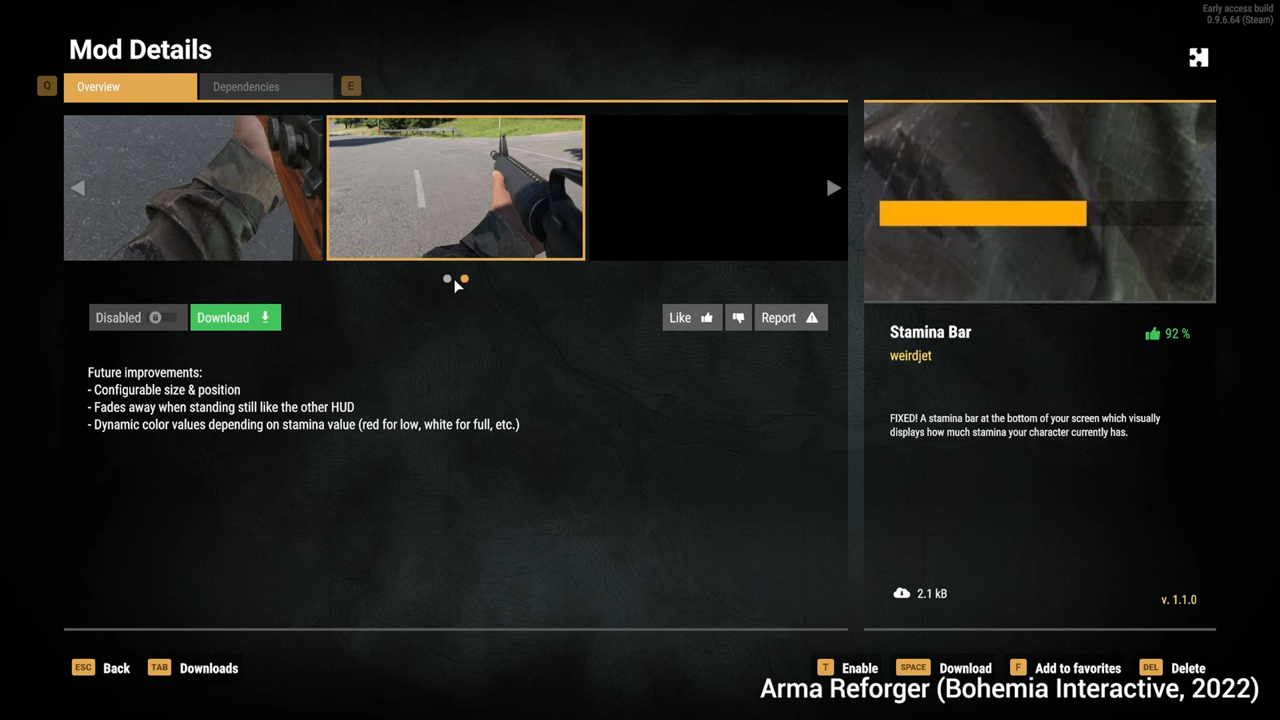 Early access build
0.9.6.64 (Steam)
Mod Details
Q
Overview
Dependencies
E
Disabled
Download
Like
Report
Future improvements:
- Configurable size & position
- Fades away when standing still like the other HUD
- Dynamic color values depending on stamina value (red for low, white for full, etc.)
Stamina Bar
92 %
weirdjet
FIXED! A stamina bar at the bottom of your screen which visually
displays how much stamina your character currently has.
2.1 kB
v. 1.1.0
ESC Back
TAB Downloads
T Enable
SPACE Download
F Add to favorites
DEL Delete
Arma Reforger (Bohemia Interactive, 2022)